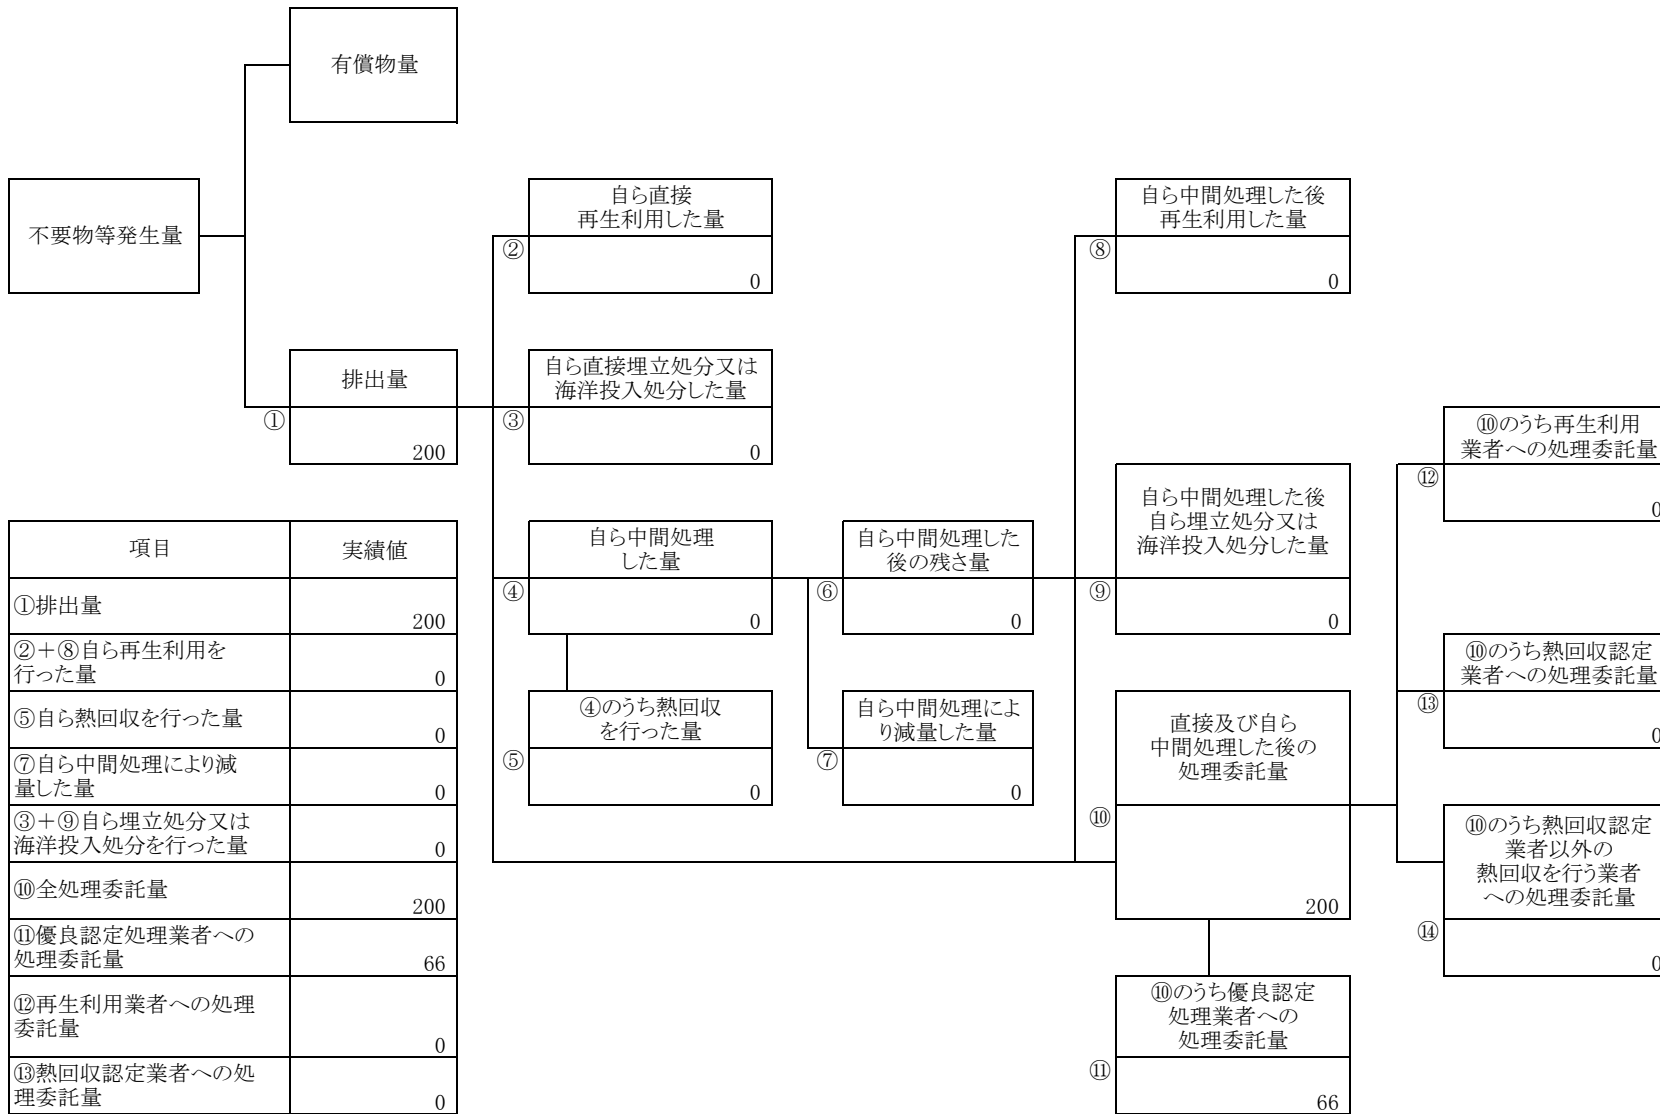 有償物量
不要物等発生量
自ら直接
再生利用した量
②
0
自ら中間処理した後
再生利用した量
⑧
0
排出量
①
200
自ら直接埋立処分又は
海洋投入処分した量
③
0
⑩のうち再生利用
業者への処理委託量
⑫
0
自ら中間処理
した量
④
0
自ら中間処理した
後の残さ量
⑥
0
自ら中間処理した後
自ら埋立処分又は
海洋投入処分した量
⑨
0
⑩のうち熱回収認定
業者への処理委託量
⑬
0
④のうち熱回収
を行った量
⑤
0
自ら中間処理によ
り減量した量
⑦
0
直接及び自ら
中間処理した後の
処理委託量
⑩
200
⑩のうち熱回収認定
業者以外の
熱回収を行う業者
への処理委託量
⑭
0
⑩のうち優良認定
処理業者への
処理委託量
⑪
66
項目 実績値
①排出量
200
②＋⑧自ら再生利用を
行った量
0
⑤自ら熱回収を行った量
0
⑦自ら中間処理により減
量した量
0
③＋⑨自ら埋立処分又は
海洋投入処分を行った量
0
⑩全処理委託量
200
⑪優良認定処理業者への
処理委託量
66
⑫再生利用業者への処理
委託量
0
⑬熱回収認定業者への処
理委託量
0